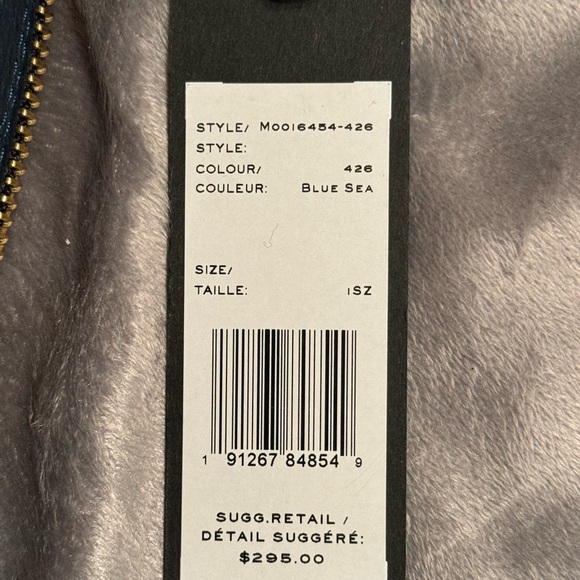 STYLE/ M0016454-426
STYLE:
COLOUR/ 426
COULEUR: BLUE SEA
SIZE/
TAILLE: 1SZ
1 91267 84854 9
SUGG.RETAIL /
DÉTAIL SUGGÉRÉ:
$295.00